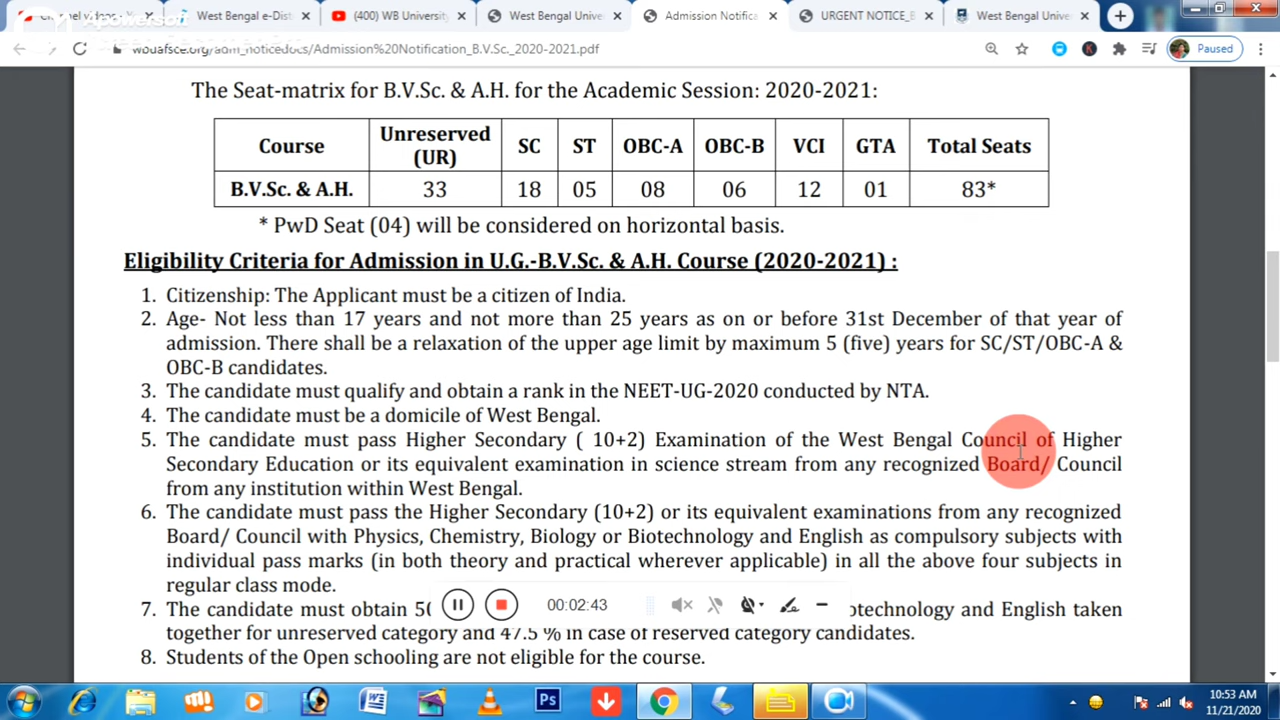 West Bengal e-Dist
(400) WB University
West Bengal Unive
Admission Notifica
URGENT NOTICE_B
West Bengal Unive
Apowersoft
wbuafsce.org/adm_noticedocs/Admission%20Notification_B.V.Sc._2020-2021.pdf
K
Paused
The Seat-matrix for B.V.Sc. & A.H. for the Academic Session: 2020-2021:
Course Unreserved (UR) SC ST OBC-A OBC-B VCI GTA Total Seats
B.V.Sc. & A.H. 33 18 05 08 06 12 01 83*
* PwD Seat (04) will be considered on horizontal basis.
Eligibility Criteria for Admission in U.G.-B.V.Sc. & A.H. Course (2020-2021) :
1. Citizenship: The Applicant must be a citizen of India.
2. Age- Not less than 17 years and not more than 25 years as on or before 31st December of that year of
admission. There shall be a relaxation of the upper age limit by maximum 5 (five) years for SC/ST/OBC-A &
OBC-B candidates.
3. The candidate must qualify and obtain a rank in the NEET-UG-2020 conducted by NTA.
4. The candidate must be a domicile of West Bengal.
5. The candidate must pass Higher Secondary ( 10+2) Examination of the West Bengal Council of Higher
Secondary Education or its equivalent examination in science stream from any recognized Board/ Council
from any institution within West Bengal.
6. The candidate must pass the Higher Secondary (10+2) or its equivalent examinations from any recognized
Board/ Council with Physics, Chemistry, Biology or Biotechnology and English as compulsory subjects with
individual pass marks (in both theory and practical wherever applicable) in all the above four subjects in
regular class mode.
00:02:43
7. The candidate must obtain 50 otechnology and English taken
together for unreserved category and 47.5 % in case of reserved category candidates.
8. Students of the Open schooling are not eligible for the course.
Ps
10:53 AM
11/21/2020